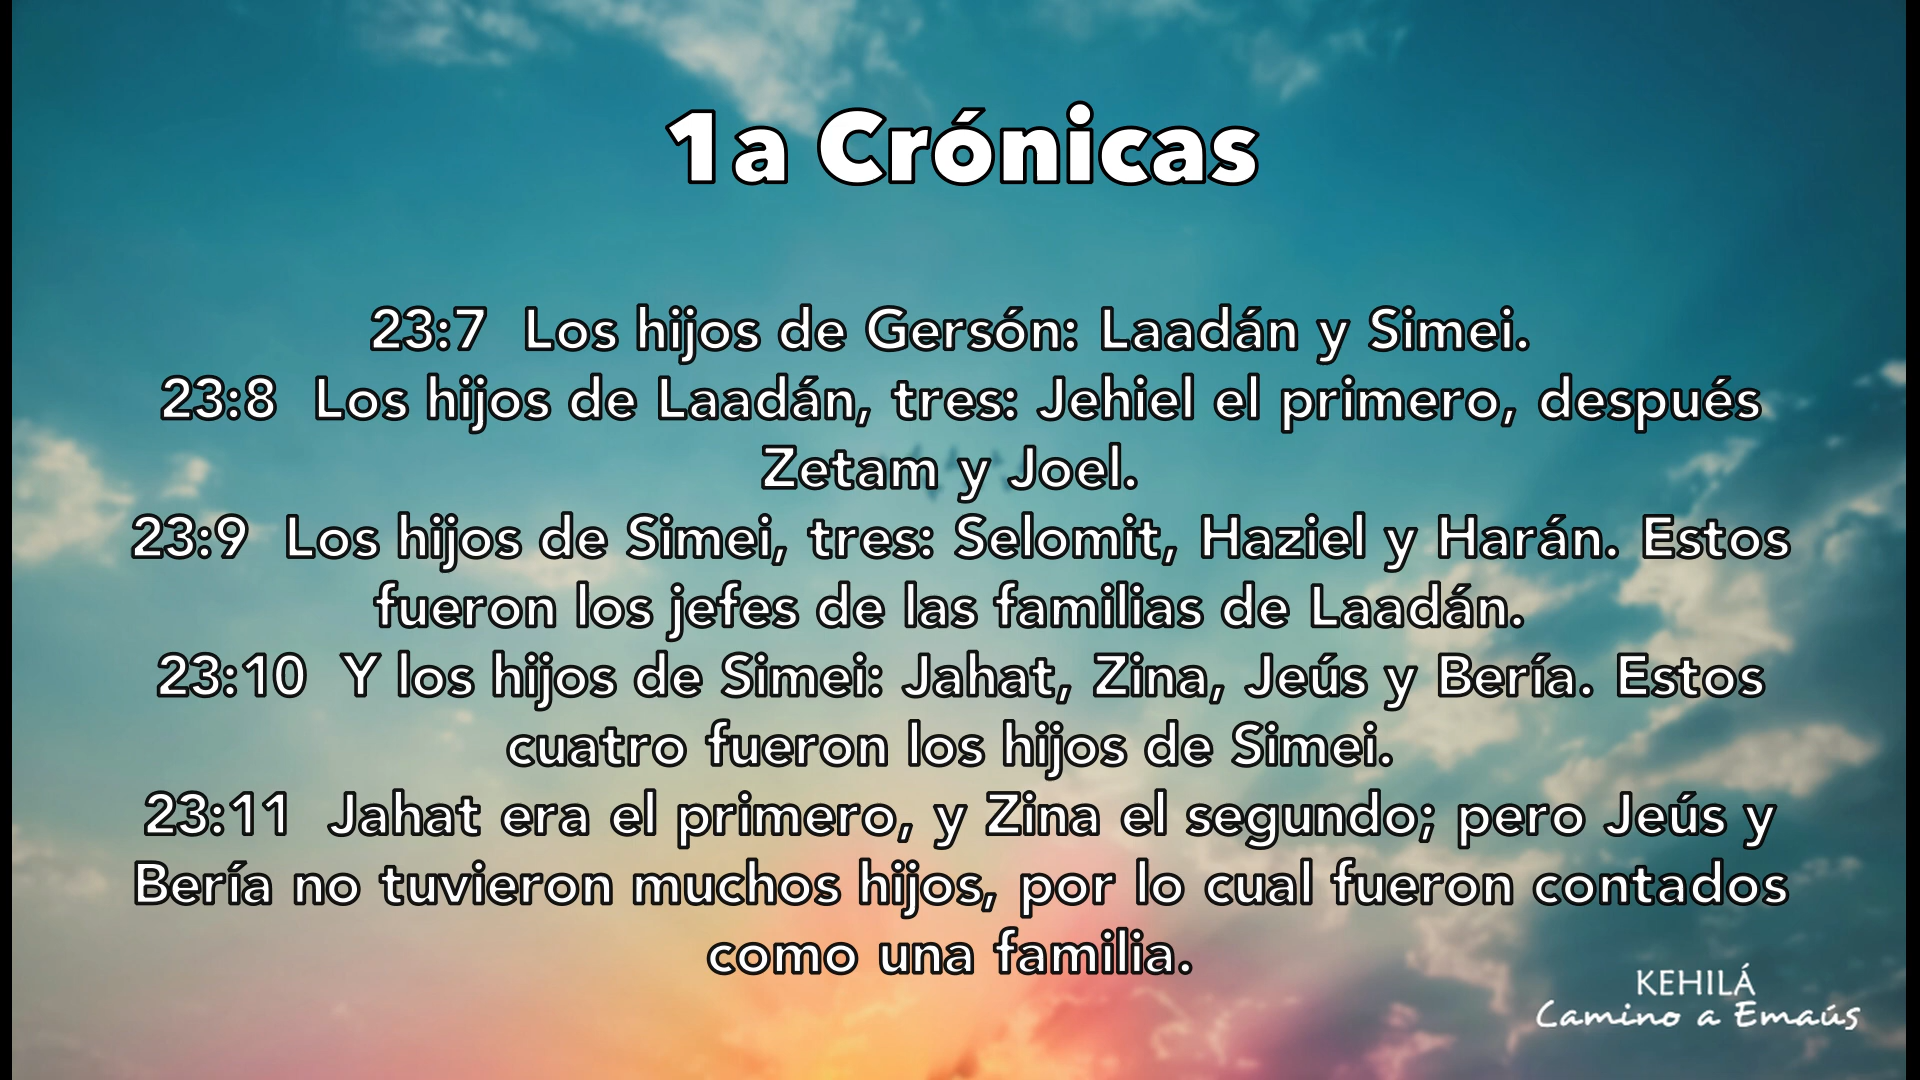 1a Crónicas
23:7 Los hijos de Gersón: Laadán y Simei.
23:8 Los hijos de Laadán, tres: Jehiel el primero, después
Zetam y Joel.
23:9 Los hijos de Simei, tres: Selomit, Haziel y Harán. Estos
fueron los jefes de las familias de Laadán.
23:10 Y los hijos de Simei: Jahat, Zina, Jeús y Bería. Estos
cuatro fueron los hijos de Simei.
23:11 Jahat era el primero, y Zina el segundo; pero Jeús y
Bería no tuvieron muchos hijos, por lo cual fueron contados
como una familia.
KEHILÁ
Camino a Emaús